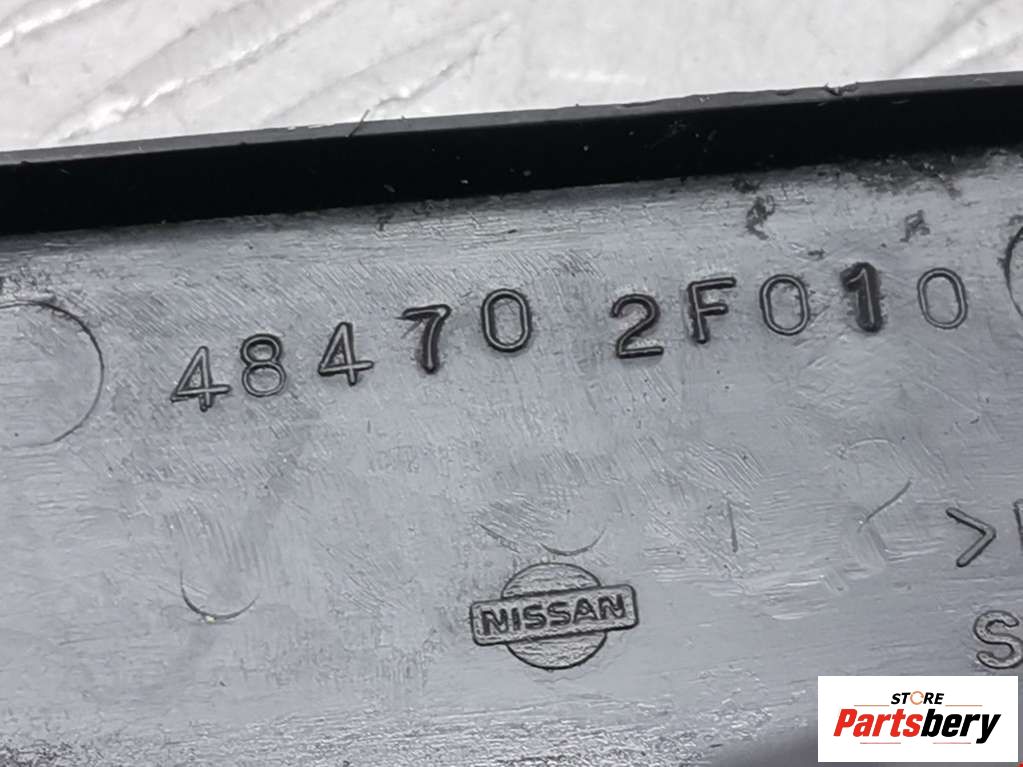 48470 2F010
NISSAN
>
S
STORE
Partsbery